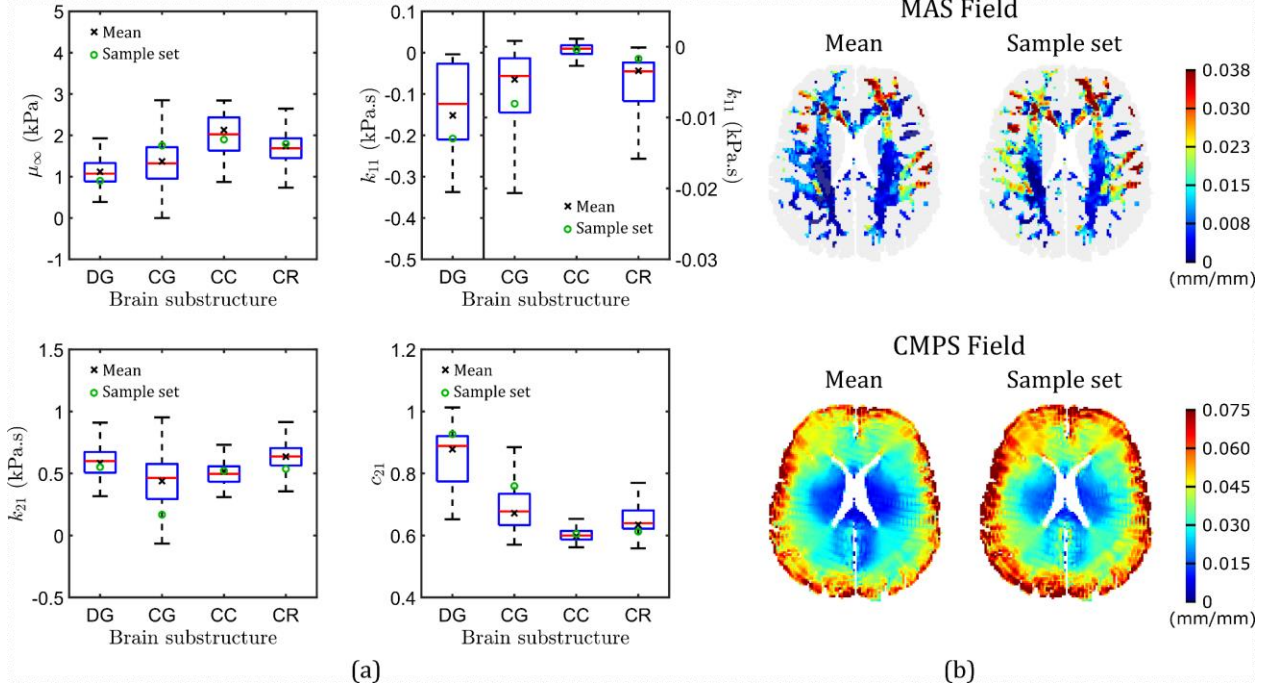 5
4
3
2
1
0
-1
μ∞ (kPa)
× Mean
○ Sample set
DG CG CC CR
Brain substructure
0.1
0
-0.1
-0.2
-0.3
-0.4
-0.5
k11 (kPa.s)
0
-0.01
-0.02
-0.03
k11 (kPa.s)
× Mean
○ Sample set
DG CG CC CR
Brain substructure
MAS Field
Mean Sample set
0.038
0.030
0.023
0.015
0.008
0
(mm/mm)
1.5
1
0.5
0
-0.5
k21 (kPa.s)
× Mean
○ Sample set
DG CG CC CR
Brain substructure
1.2
1
0.8
0.6
0.4
c21
× Mean
○ Sample set
DG CG CC CR
Brain substructure
CMPS Field
Mean Sample set
0.075
0.060
0.045
0.030
0.015
0
(mm/mm)
(a) (b)